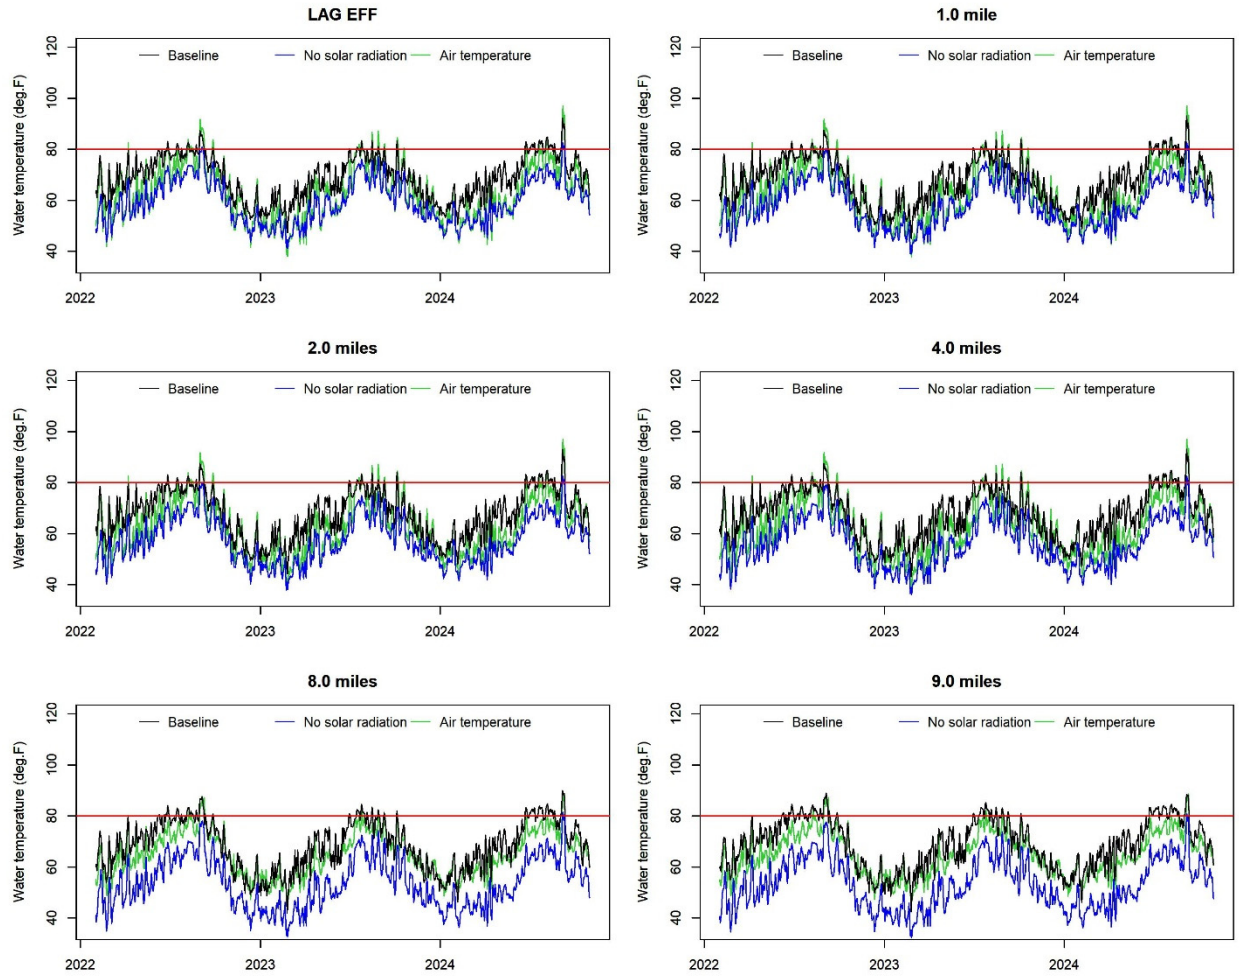 LAG EFF
Water temperature (deg.F)
120
100
80
60
40
Baseline
No solar radiation
Air temperature
2022
2023
2024
1.0 mile
Water temperature (deg.F)
120
100
80
60
40
Baseline
No solar radiation
Air temperature
2022
2023
2024
2.0 miles
Water temperature (deg.F)
120
100
80
60
40
Baseline
No solar radiation
Air temperature
2022
2023
2024
4.0 miles
Water temperature (deg.F)
120
100
80
60
40
Baseline
No solar radiation
Air temperature
2022
2023
2024
8.0 miles
Water temperature (deg.F)
120
100
80
60
40
Baseline
No solar radiation
Air temperature
2022
2023
2024
9.0 miles
Water temperature (deg.F)
120
100
80
60
40
Baseline
No solar radiation
Air temperature
2022
2023
2024